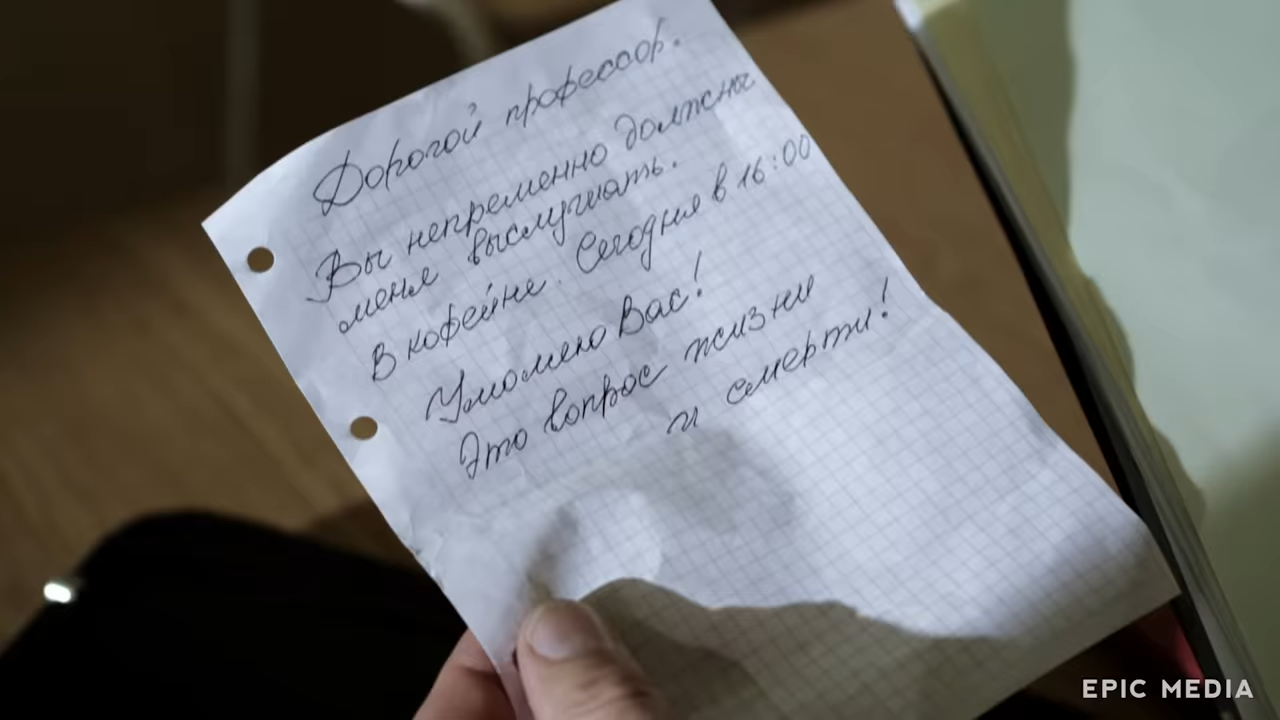 Дорогой профессор.
Вы непременно должны
меня выслушать.
В кофейне. Сегодня в 16:00
Умоляю Вас!
Это вопрос жизни
и смерти!
EPIC MEDIA